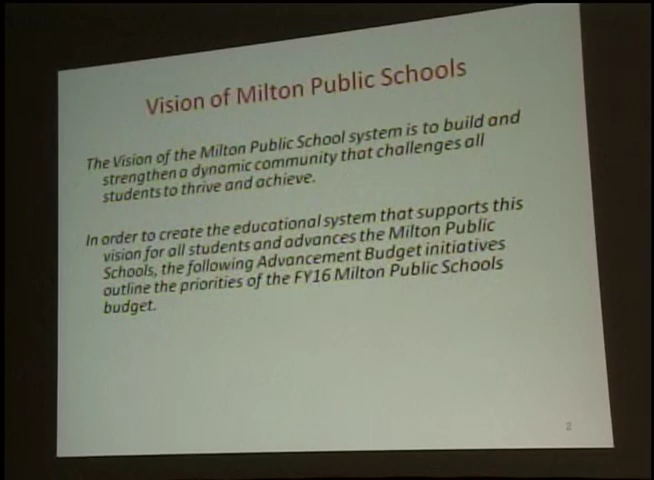 Vision of Milton Public Schools
The Vision of the Milton Public School system is to build and
strengthen a dynamic community that challenges all
students to thrive and achieve.
In order to create the educational system that supports this
vision for all students and advances the Milton Public
Schools, the following Advancement Budget initiatives
outline the priorities of the FY16 Milton Public Schools
budget.
2